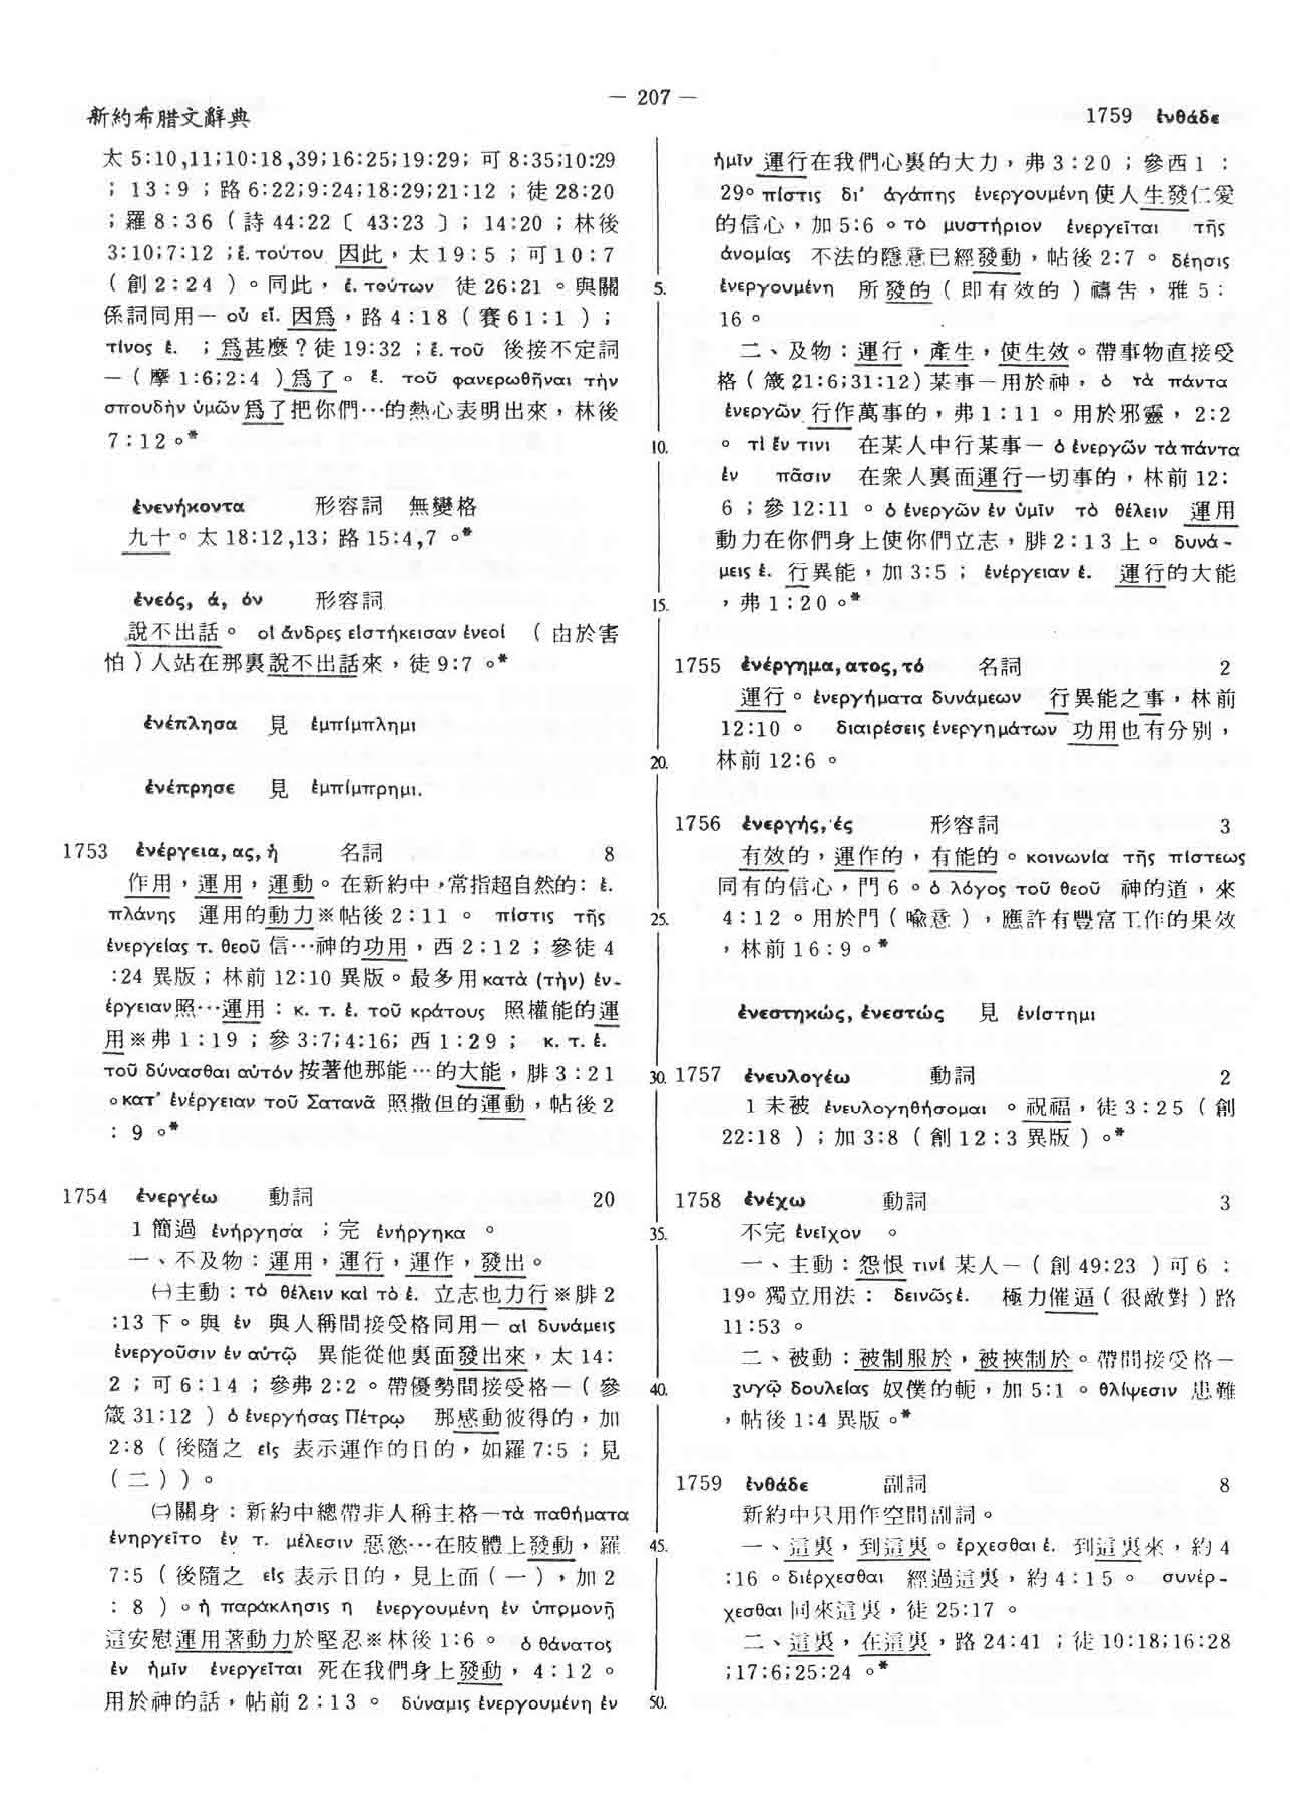 — 207 —
新約希腊文辭典
1759 ἐνθάδε
太 5:10,11;10:18,39;16:25;19:29; 可 8:35;10:29
; 13:9 ; 路 6:22;9:24;18:29;21:12 ; 徒 28:20
; 羅 8:36 ( 詩 44:22 〔 43:23 〕; 14:20 ; 林後
3:10;7:12 ;ἕ. τούτου 因此，太 19:5 ; 可 10:7
( 創 2:24 ) 。同此， ἕ. τούτων 徒 26:21 。與關
係詞同用— οὗ εἵ. 因爲，路 4:18 ( 賽 61:1 ) ;
τίνος ἕ. ; 爲甚麼？徒 19:32 ; ἕ. τοῦ 後接不定詞
— ( 摩 1:6;2:4 ) 爲了。 ἕ. τοῦ φανερωθῆναι τὴν
σπουδὴν ὑμῶν 爲了把你們…的熱心表明出來，林後
7:12 。*
ἐνενήκοντα 形容詞 無變格
九十。太 18:12,13; 路 15:4,7 。*
ἐνεός, ά, όν 形容詞
說不出話。 οἱ ἄνδρες εἱστήκεισαν ἐνεοί ( 由於害
怕 ) 人站在那裏說不出話來，徒 9:7 。*
ἐνέπλησα 見 ἐμπίμπλημι
ἐνέπρησε 見 ἐμπίμπρημι.
1753 ἐνέργεια, ας, ἡ 名詞 8
作用，運用，運動。在新約中，常指超自然的: ἐ.
πλάνης 運用的動力※帖後 2:11 。 πίστις τῆς
ἐνεργείας τ. θεοῦ 信…神的功用，西 2:12 ; 參徒 4
:24 異版 ; 林前 12:10 異版。最多用 κατὰ (τὴν) ἐν-
έργειαν 照…運用 : κ. τ. ἐ. τοῦ κράτους 照權能的運
用※弗 1:19 ; 參 3:7;4:16; 西 1:29 ; κ. τ. ἐ.
τοῦ δύνασθαι αὐτόν 按著他那能…的大能，腓 3:21
。κατ’ ἐνέργειαν τοῦ Σατανᾶ 照撒但的運動，帖後 2
: 9 。*
1754 ἐνεργέω 動詞 20
1 簡過 ἐνήργησα ; 完 ἐνήργηκα 。
一、不及物 : 運用，運行，運作，發出。
㈠主動 : τὸ θέλειν καὶ τὸ ἐ. 立志也力行※腓 2
:13 下。與 ἐν 與人稱間接受格同用— αἱ δυνάμεις
ἐνεργοῦσιν ἐν αὐτῷ 異能從他裏面發出來，太 14:
2 ; 可 6:14 ; 參弗 2:2 。帶優勢間接受格— ( 參
箴 31:12 ) ὁ ἐνεργήσας Πέτρῳ 那感動彼得的，加
2:8 ( 後隨之 εἰς 表示運作的目的，如羅 7:5 ; 見
( 二 ) ) 。
㈡關身 : 新約中總帶非人稱主格—τὰ παθήματα
ἐνηργεῖτο ἐν τ. μέλεσιν 惡慾…在肢體上發動，羅
7:5 ( 後隨之 εἰς 表示目的，見上面 ( 一 )，加 2
: 8 ) 。ἡ παράκλησις η ἐνεργουμένη ἐν ὑπομονῇ
這安慰運用著動力於堅忍※林後 1:6 。 ὁ θάνατος
ἐν ἡμῖν ἐνεργεῖται 死在我們身上發動， 4:12 。
用於神的話，帖前 2:13 。 δύναμις ἐνεργουμένη ἐν
5.
10.
15.
20.
25.
30.
35.
40.
45.
50.
ἡμῖν 運行在我們心裏的大力，弗 3:20 ; 參西 1:
29。πίστις δι’ ἀγάπης ἐνεργουμένη 使人生發仁愛
的信心，加 5:6 。τὸ μυστήριον ἐνεργεῖται τῆς
ἀνομίας 不法的隱意已經發動，帖後 2:7 。 δέησις
ἐνεργουμένη 所發的 ( 即有效的 ) 禱告，雅 5:
16 。
二、及物 : 運行，產生，使生效。帶事物直接受
格 ( 箴 21:6;31:12) 某事—用於神， ὁ τὰ πάντα
ἐνεργῶν 行作萬事的，弗 1:11 。用於邪靈， 2:2
。 τὶ ἔν τινι 在某人中行某事— ὁ ἐνεργῶν τὰ πάντα
ἐν πᾶσιν 在衆人裏面運行一切事的，林前 12:
6 ; 參 12:11 。ὁ ἐνεργῶν ἐν ὑμῖν τὸ θέλειν 運用
動力在你們身上使你們立志，腓 2:13 上。 δυνά-
μεις ἐ. 行異能，加 3:5 ; ἐνέργειαν ἐ. 運行的大能
，弗 1:20 。*
1755 ἐνέργημα, ατος, τό 名詞 2
運行。 ἐνεργήματα δυνάμεων 行異能之事，林前
12:10 。 διαιρέσεις ἐνεργημάτων 功用也有分別，
林前 12:6 。
1756 ἐνεργής, ές 形容詞 3
有效的，運作的，有能的。κοινωνία τῆς πίστεως
同有的信心，門 6 。ὁ λόγος τοῦ θεοῦ 神的道，來
4:12 。用於門 ( 喩意 )，應許有豐富工作的果效
，林前 16:9 。*
ἐνεστηκώς, ἐνεστώς 見 ἐνίστημι
1757 ἐνευλογέω 動詞 2
1 未被 ἐνευλογηθήσομαι 。祝福，徒 3:25 ( 創
22:18 ) ; 加 3:8 ( 創 12:3 異版 ) 。*
1758 ἐνέχω 動詞 3
不完 ἐνεῖχον 。
一、主動 : 怨恨 τινί 某人— ( 創 49:23 ) 可 6:
19。獨立用法 : δεινῶς ἐ. 極力催逼 ( 很敵對 ) 路
11:53 。
二、被動 : 被制服於，被挾制於。帶間接受格—
ζυγῷ δουλείας 奴僕的軛，加 5:1 。θλίψεσιν 患難
，帖後 1:4 異版。*
1759 ἐνθάδε 副詞 8
新約中只用作空間副詞。
一、這裏，到這裏。ἔρχεσθαι ἐ. 到這裏來，約 4
:16 。διέρχεσθαι 經過這裏，約 4:15 。 συνέρ-
χεσθαι 同來這裏，徒 25:17 。
二、這裏，在這裏，路 24:41 ; 徒 10:18;16:28
;17:6;25:24 。*